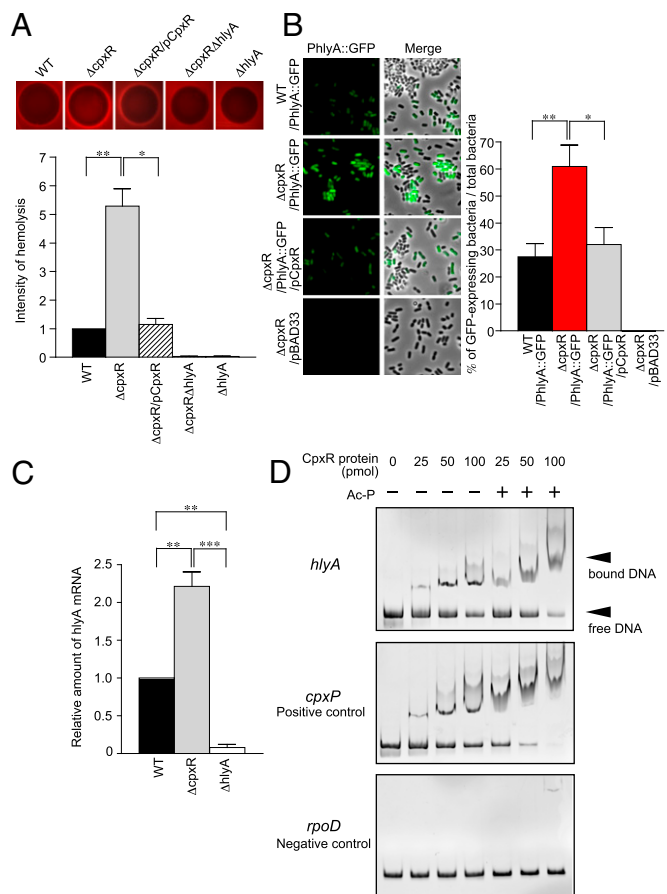 A
WT
ΔcpxR
ΔcpxR/pCpxR
ΔcpxRΔhlyA
ΔhlyA
Intensity of hemolysis
7
6
5
4
3
2
1
0
**
*
WT
ΔcpxR
ΔcpxR/pCpxR
ΔcpxRΔhlyA
ΔhlyA
B
PhlyA::GFP
Merge
WT
/PhlyA::GFP
ΔcpxR
/PhlyA::GFP
ΔcpxR
/PhlyA::GFP
/pCpxR
ΔcpxR
/pBAD33
% of GFP-expressing bacteria / total bacteria
70
60
50
40
30
20
10
0
**
*
WT
/PhlyA::GFP
ΔcpxR
/PhlyA::GFP
ΔcpxR
/PhlyA::GFP
/pCpxR
ΔcpxR
/pBAD33
C
Relative amount of hlyA mRNA
2.5
2.0
1.5
1.0
0.5
0
**
**
***
WT
ΔcpxR
ΔhlyA
D
CpxR protein 0 25 50 100 25 50 100
(pmol)
Ac-P − − − − + + +
hlyA
bound DNA
free DNA
cpxP
Positive control
rpoD
Negative control